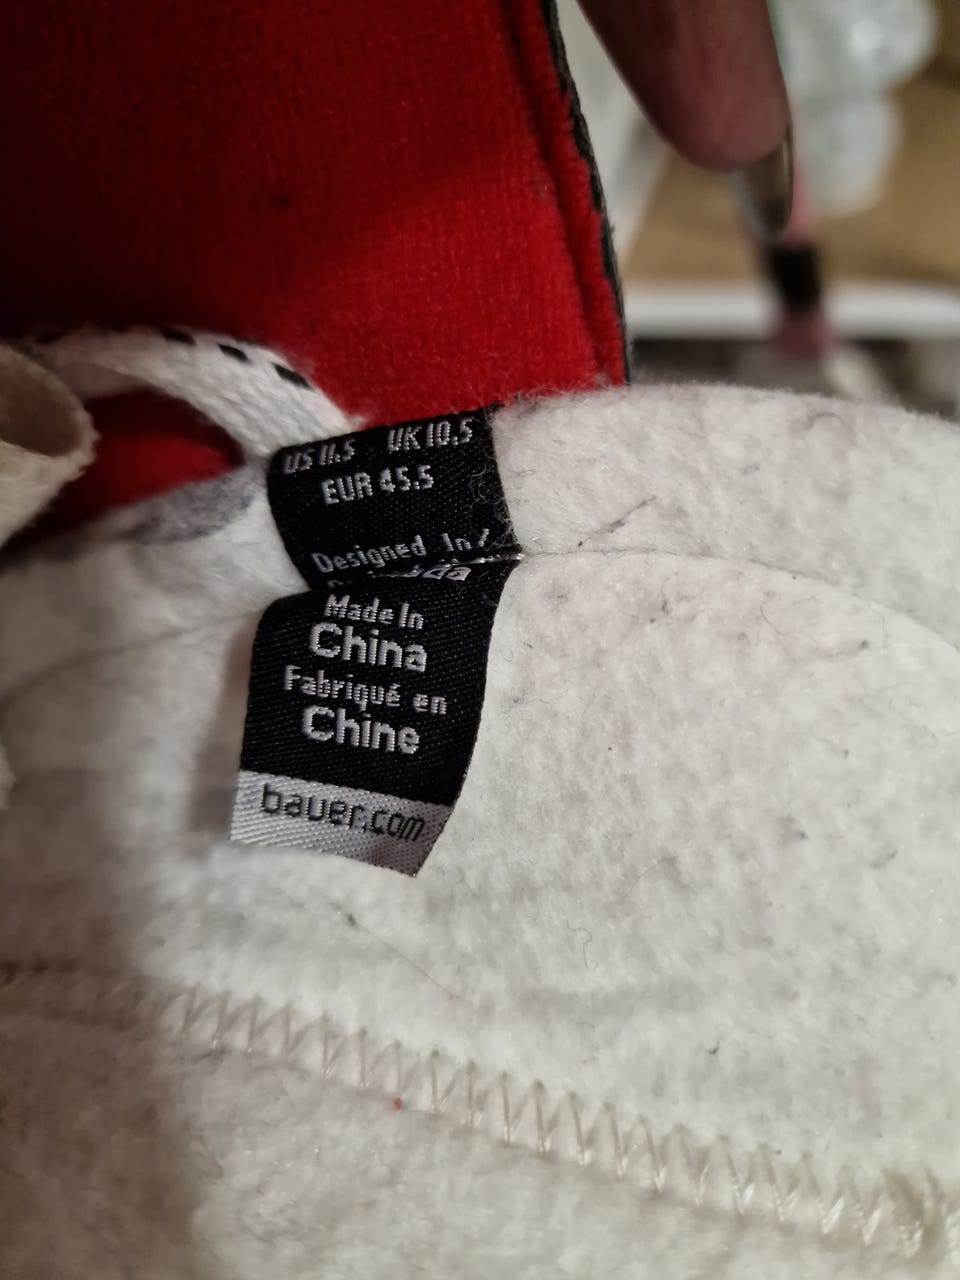 US 11.5 UK 10.5
EUR 45.5
Designed In/
Made In
China
Fabriqué en
Chine
bauer.com